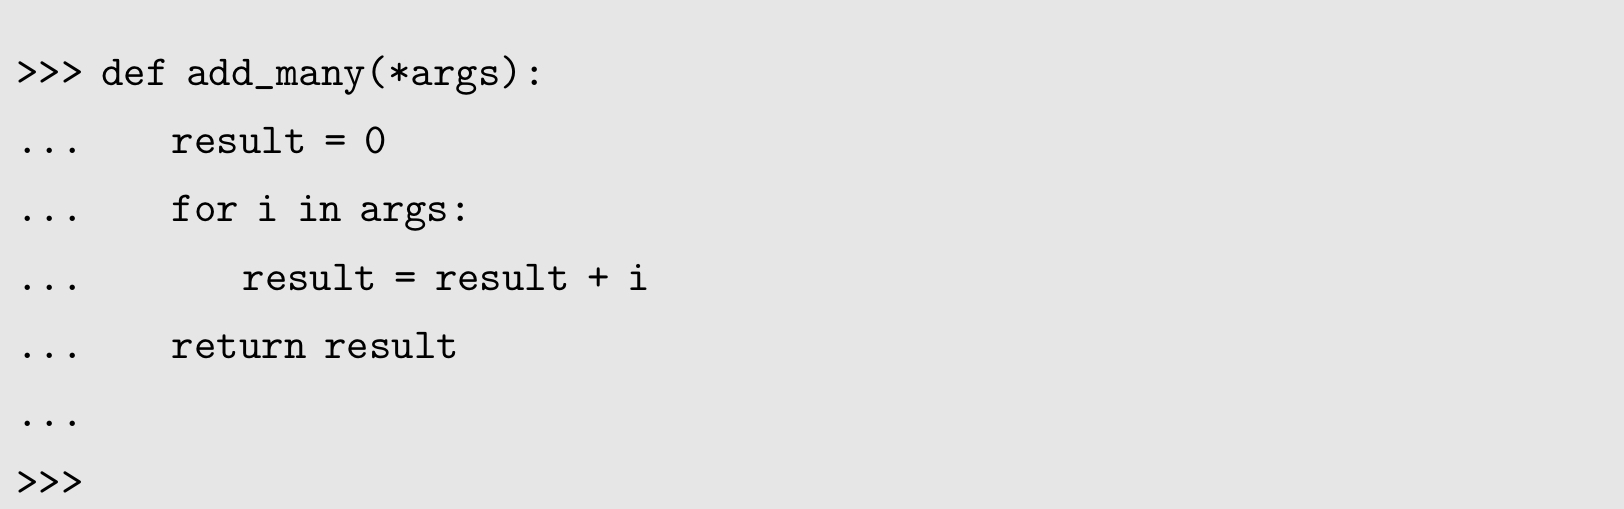 >>> def add_many(*args):
...    result = 0
...    for i in args:
...       result = result + i
...    return result
...
>>>